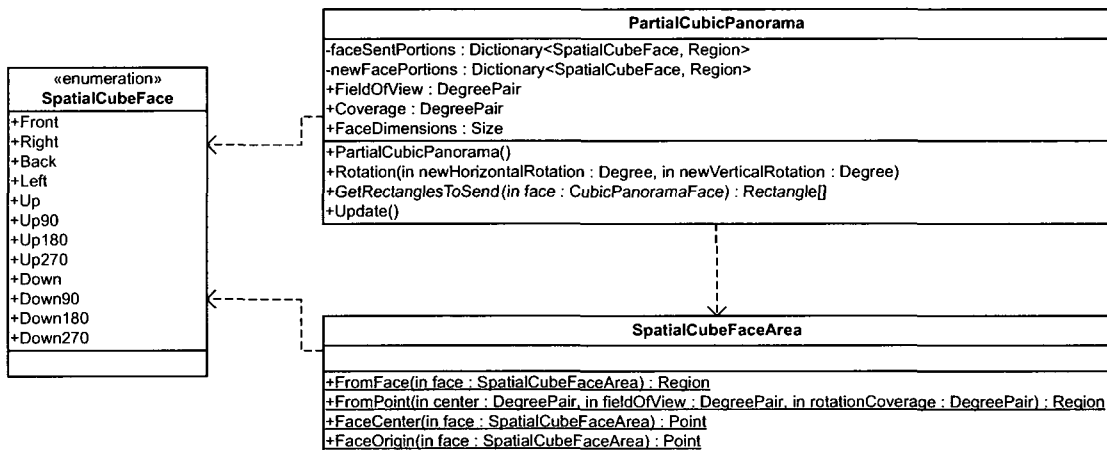 «enumeration»
SpatialCubeFace
+Front
+Right
+Back
+Left
+Up
+Up90
+Up180
+Up270
+Down
+Down90
+Down180
+Down270
PartialCubicPanorama
-faceSentPortions : Dictionary<SpatialCubeFace, Region>
-newFacePortions : Dictionary<SpatialCubeFace, Region>
+FieldOfView : DegreePair
+Coverage : DegreePair
+FaceDimensions : Size
+PartialCubicPanorama()
+Rotation(in newHorizontalRotation : Degree, in newVerticalRotation : Degree)
+GetRectanglesToSend(in face : CubicPanoramaFace) : Rectangle[]
+Update()
SpatialCubeFaceArea
+FromFace(in face : SpatialCubeFaceArea) : Region
+FromPoint(in center : DegreePair, in fieldOfView : DegreePair, in rotationCoverage : DegreePair) : Region
+FaceCenter(in face : SpatialCubeFaceArea) : Point
+FaceOrigin(in face : SpatialCubeFaceArea) : Point